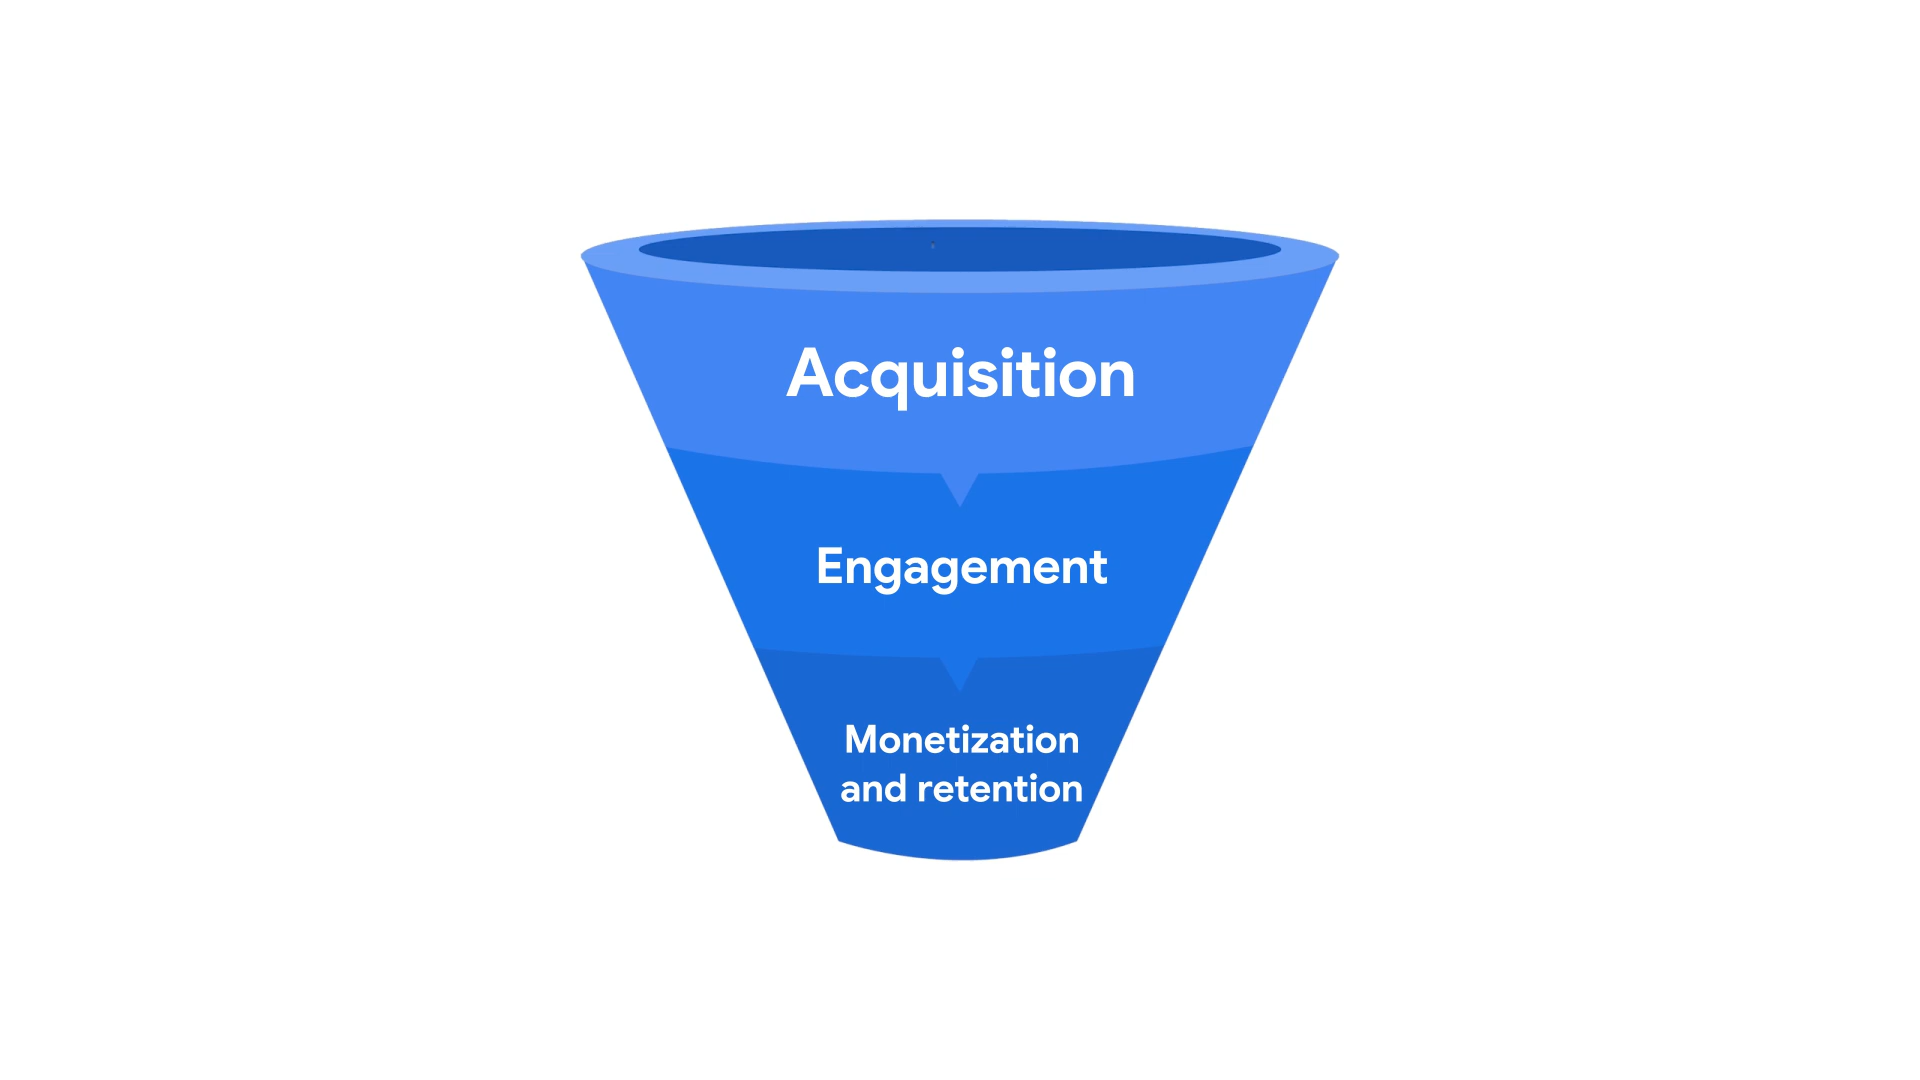 Acquisition
Engagement
Monetization
and retention